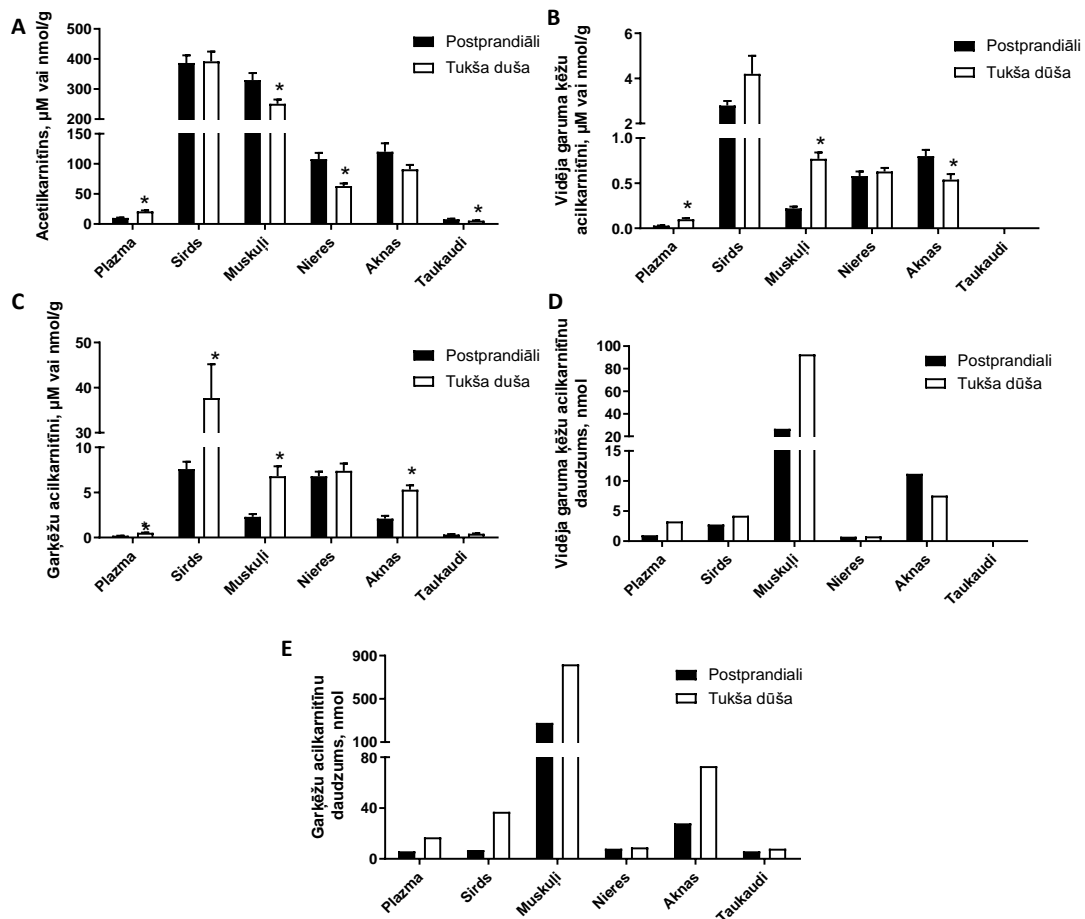 A
Acetilkarnitīns, µM vai nmol/g
500
400
300
200
150
100
50
0
Postprandiāli
Tukša duša
*
*
*
*
Plazma
Sirds
Muskuļi
Nieres
Aknas
Taukaudi
B
Vidēja garuma ķēžu
acilkarnitīni, µM vai nmol/g
6
4
2
1.0
0.5
0.0
Postprandiāli
Tukša dūša
*
*
*
Plazma
Sirds
Muskuļi
Nieres
Aknas
Taukaudi
C
Garķēžu acilkarnitīni, µM vai nmol/g
50
40
30
10
5
0
Postprandiāli
Tukša duša
*
*
*
*
Plazma
Sirds
Muskuļi
Nieres
Aknas
Taukaudi
D
Vidēja garuma ķēžu acilkarnitīnu
daudzums, nmol
100
80
60
40
20
15
10
5
0
Postprandiali
Tukša dūša
Plazma
Sirds
Muskuļi
Nieres
Aknas
Taukaudi
E
Garķēžu acilkarnitīnu
daudzums, nmol
900
500
100
80
40
0
Postprandiali
Tukša dūša
Plazma
Sirds
Muskuļi
Nieres
Aknas
Taukaudi